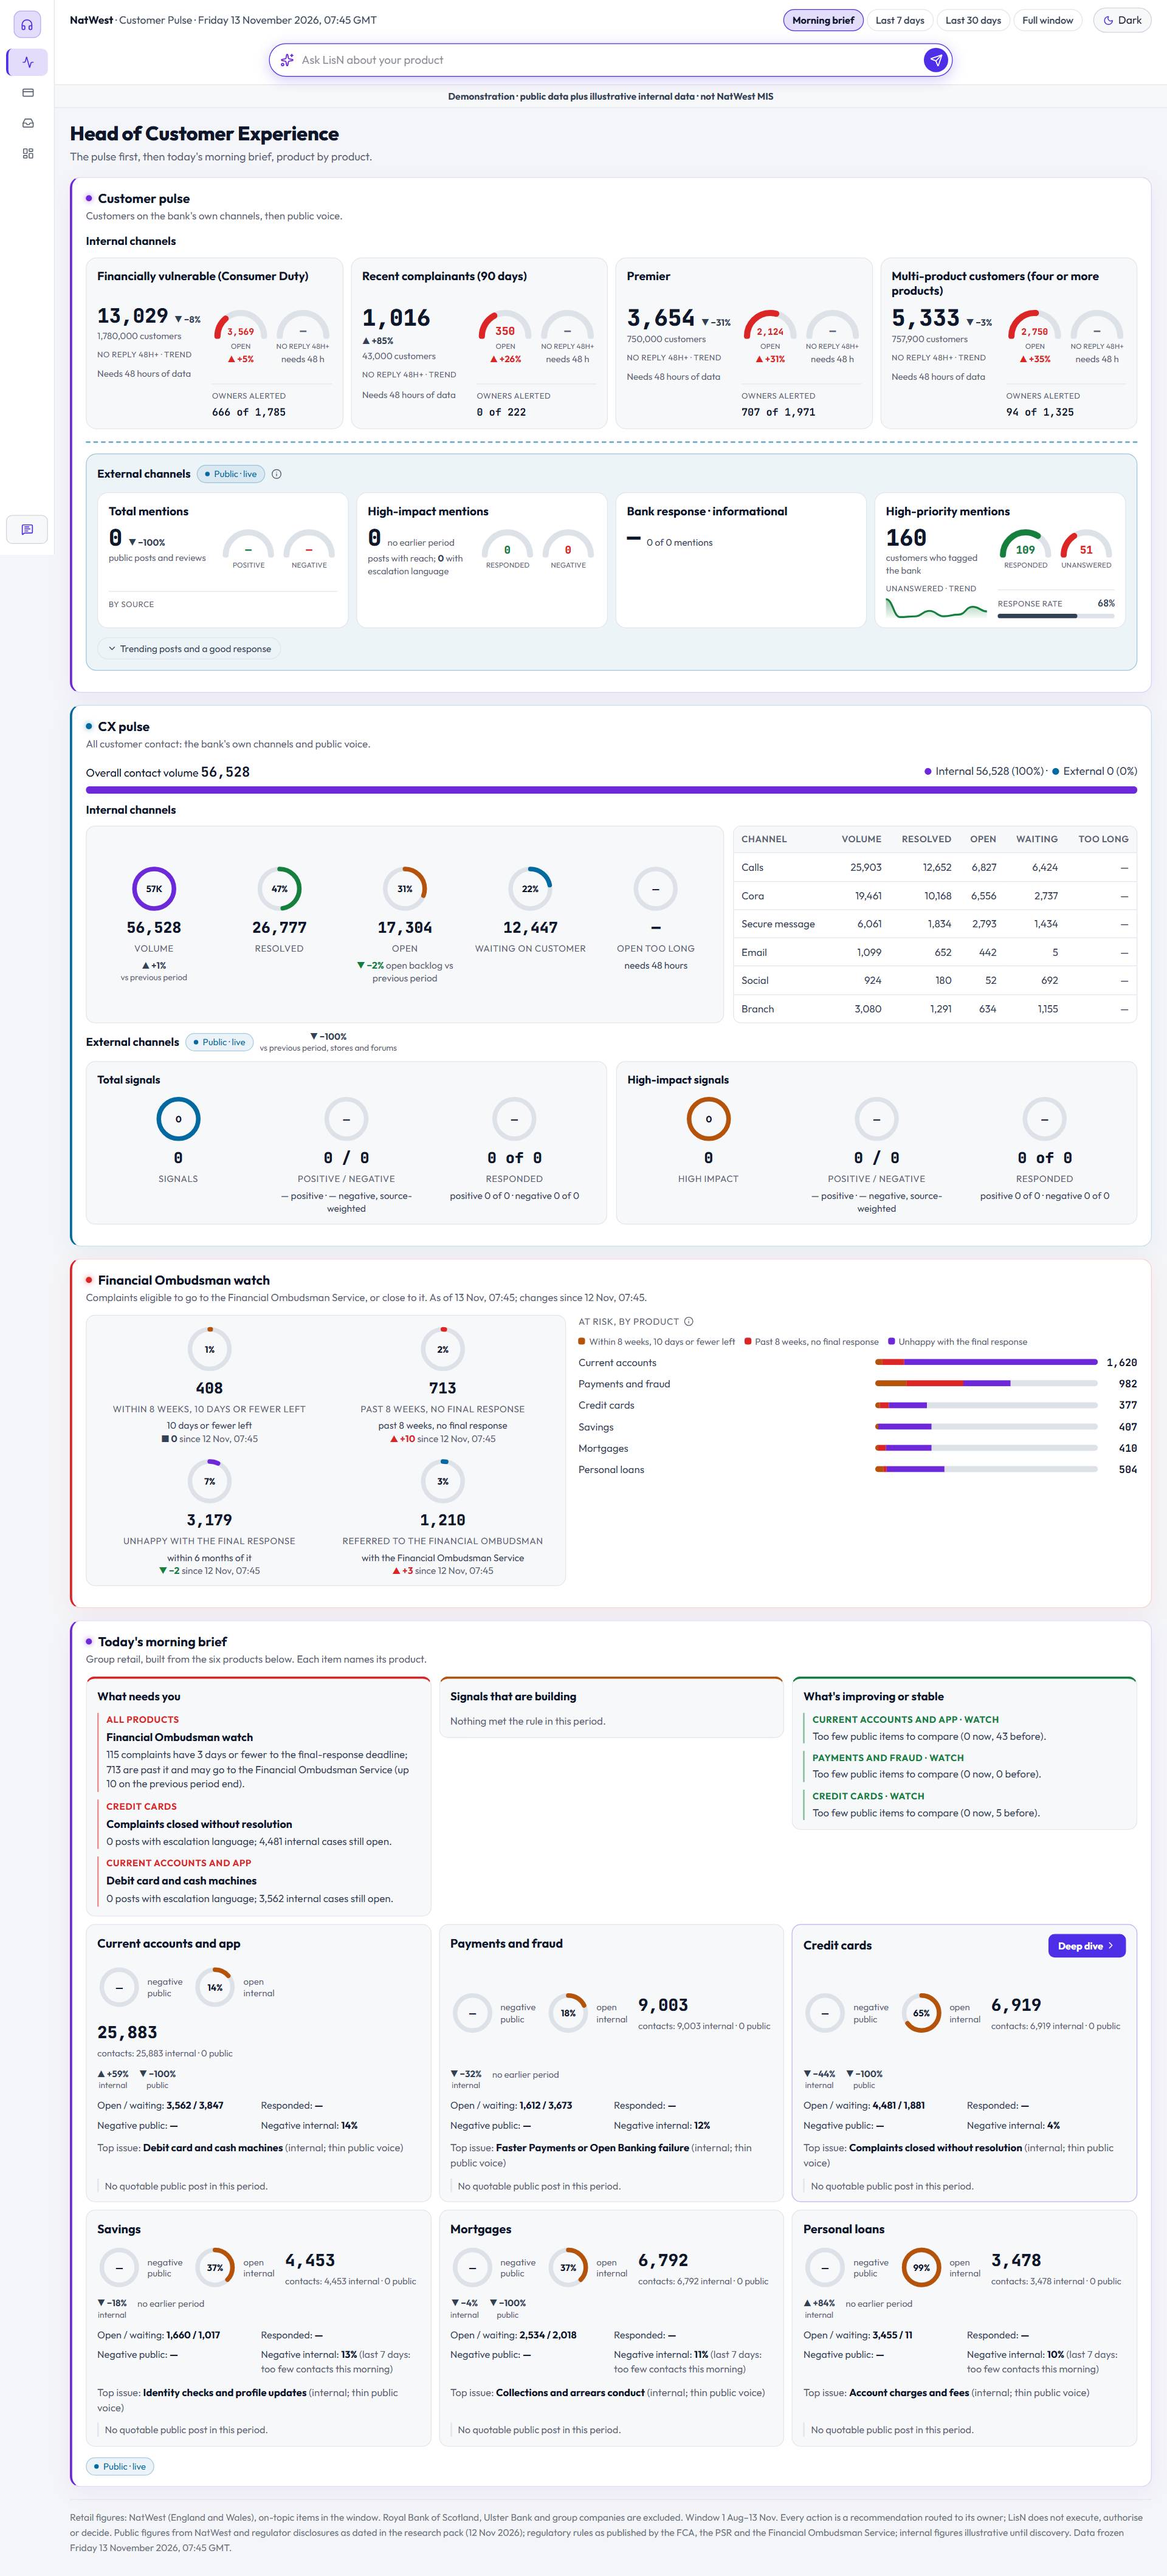 NatWest · Customer Pulse · Friday 13 November 2026, 07:45 GMT
Morning brief
Last 7 days
Last 30 days
Full window
Dark
Ask LisN about your product
Demonstration · public data plus illustrative internal data · not NatWest MIS
Head of Customer Experience
The pulse first, then today's morning brief, product by product.
Customer pulse
Customers on the bank's own channels, then public voice.
Internal channels
Financially vulnerable (Consumer Duty)
13,029 ▼ −8%
1,780,000 customers
NO REPLY 48H+ · TREND
Needs 48 hours of data
3,569
OPEN
▲ +5%
—
NO REPLY 48H+
needs 48 h
OWNERS ALERTED
666 of 1,785
Recent complainants (90 days)
1,016
▲ +85%
43,000 customers
NO REPLY 48H+ · TREND
Needs 48 hours of data
350
OPEN
▲ +26%
—
NO REPLY 48H+
needs 48 h
OWNERS ALERTED
0 of 222
Premier
3,654 ▼ −31%
750,000 customers
NO REPLY 48H+ · TREND
Needs 48 hours of data
2,124
OPEN
▲ +31%
—
NO REPLY 48H+
needs 48 h
OWNERS ALERTED
707 of 1,971
Multi-product customers (four or more
products)
5,333 ▼ −3%
757,900 customers
NO REPLY 48H+ · TREND
Needs 48 hours of data
2,750
OPEN
▲ +35%
—
NO REPLY 48H+
needs 48 h
OWNERS ALERTED
94 of 1,325
External channels
Public · live
Total mentions
0 ▼ −100%
public posts and reviews
—
POSITIVE
—
NEGATIVE
BY SOURCE
High-impact mentions
0 no earlier period
posts with reach; 0 with
escalation language
0
RESPONDED
0
NEGATIVE
Bank response · informational
— 0 of 0 mentions
High-priority mentions
160
customers who tagged
the bank
UNANSWERED · TREND
109
RESPONDED
51
UNANSWERED
RESPONSE RATE 68%
Trending posts and a good response
CX pulse
All customer contact: the bank's own channels and public voice.
Overall contact volume 56,528
Internal 56,528 (100%) · External 0 (0%)
Internal channels
57K
56,528
VOLUME
▲ +1%
vs previous period
47%
26,777
RESOLVED
31%
17,304
OPEN
▼ −2% open backlog vs
previous period
22%
12,447
WAITING ON CUSTOMER
—
—
OPEN TOO LONG
needs 48 hours
CHANNEL VOLUME RESOLVED OPEN WAITING TOO LONG
Calls 25,903 12,652 6,827 6,424 —
Cora 19,461 10,168 6,556 2,737 —
Secure message 6,061 1,834 2,793 1,434 —
Email 1,099 652 442 5 —
Social 924 180 52 692 —
Branch 3,080 1,291 634 1,155 —
External channels
Public · live
▼ −100%
vs previous period, stores and forums
Total signals
0
0
SIGNALS
—
0 / 0
POSITIVE / NEGATIVE
— positive · — negative, source-
weighted
—
0 of 0
RESPONDED
positive 0 of 0 · negative 0 of 0
High-impact signals
0
0
HIGH IMPACT
—
0 / 0
POSITIVE / NEGATIVE
— positive · — negative, source-
weighted
—
0 of 0
RESPONDED
positive 0 of 0 · negative 0 of 0
Financial Ombudsman watch
Complaints eligible to go to the Financial Ombudsman Service, or close to it. As of 13 Nov, 07:45; changes since 12 Nov, 07:45.
1%
408
WITHIN 8 WEEKS, 10 DAYS OR FEWER LEFT
10 days or fewer left
■ 0 since 12 Nov, 07:45
2%
713
PAST 8 WEEKS, NO FINAL RESPONSE
past 8 weeks, no final response
▲ +10 since 12 Nov, 07:45
7%
3,179
UNHAPPY WITH THE FINAL RESPONSE
within 6 months of it
▼ −2 since 12 Nov, 07:45
3%
1,210
REFERRED TO THE FINANCIAL OMBUDSMAN
with the Financial Ombudsman Service
▲ +3 since 12 Nov, 07:45
AT RISK, BY PRODUCT
Within 8 weeks, 10 days or fewer left Past 8 weeks, no final response Unhappy with the final response
Current accounts 1,620
Payments and fraud 982
Credit cards 377
Savings 407
Mortgages 410
Personal loans 504
Today's morning brief
Group retail, built from the six products below. Each item names its product.
What needs you
ALL PRODUCTS
Financial Ombudsman watch
115 complaints have 3 days or fewer to the final-response deadline;
713 are past it and may go to the Financial Ombudsman Service (up
10 on the previous period end).
CREDIT CARDS
Complaints closed without resolution
0 posts with escalation language; 4,481 internal cases still open.
CURRENT ACCOUNTS AND APP
Debit card and cash machines
0 posts with escalation language; 3,562 internal cases still open.
Signals that are building
Nothing met the rule in this period.
What's improving or stable
CURRENT ACCOUNTS AND APP · WATCH
Too few public items to compare (0 now, 43 before).
PAYMENTS AND FRAUD · WATCH
Too few public items to compare (0 now, 0 before).
CREDIT CARDS · WATCH
Too few public items to compare (0 now, 5 before).
Current accounts and app
—
negative
public
14%
open
internal
25,883
contacts: 25,883 internal · 0 public
▲ +59% ▼ −100%
internal public
Open / waiting: 3,562 / 3,847 Responded: —
Negative public: — Negative internal: 14%
Top issue: Debit card and cash machines (internal; thin public voice)
No quotable public post in this period.
Payments and fraud
—
negative
public
18%
open
internal
9,003
contacts: 9,003 internal · 0 public
▼ −32% no earlier period
internal
Open / waiting: 1,612 / 3,673 Responded: —
Negative public: — Negative internal: 12%
Top issue: Faster Payments or Open Banking failure (internal; thin
public voice)
No quotable public post in this period.
Credit cards
Deep dive
—
negative
public
65%
open
internal
6,919
contacts: 6,919 internal · 0 public
▼ −44% ▼ −100%
internal public
Open / waiting: 4,481 / 1,881 Responded: —
Negative public: — Negative internal: 4%
Top issue: Complaints closed without resolution (internal; thin public
voice)
No quotable public post in this period.
Savings
—
negative
public
37%
open
internal
4,453
contacts: 4,453 internal · 0 public
▼ −18% no earlier period
internal
Open / waiting: 1,660 / 1,017 Responded: —
Negative public: — Negative internal: 13% (last 7 days:
too few contacts this morning)
Top issue: Identity checks and profile updates (internal; thin public
voice)
No quotable public post in this period.
Mortgages
—
negative
public
37%
open
internal
6,792
contacts: 6,792 internal · 0 public
▼ −4% ▼ −100%
internal public
Open / waiting: 2,534 / 2,018 Responded: —
Negative public: — Negative internal: 11% (last 7 days:
too few contacts this morning)
Top issue: Collections and arrears conduct (internal; thin public voice)
No quotable public post in this period.
Personal loans
—
negative
public
99%
open
internal
3,478
contacts: 3,478 internal · 0 public
▲ +84% no earlier period
internal
Open / waiting: 3,455 / 11 Responded: —
Negative public: — Negative internal: 10% (last 7 days:
too few contacts this morning)
Top issue: Account charges and fees (internal; thin public voice)
No quotable public post in this period.
Public · live
Retail figures: NatWest (England and Wales), on-topic items in the window. Royal Bank of Scotland, Ulster Bank and group companies are excluded. Window 1 Aug–13 Nov. Every action is a recommendation routed to its owner; LisN does not execute, authorise
or decide. Public figures from NatWest and regulator disclosures as dated in the research pack (12 Nov 2026); regulatory rules as published by the FCA, the PSR and the Financial Ombudsman Service; internal figures illustrative until discovery. Data frozen
Friday 13 November 2026, 07:45 GMT.